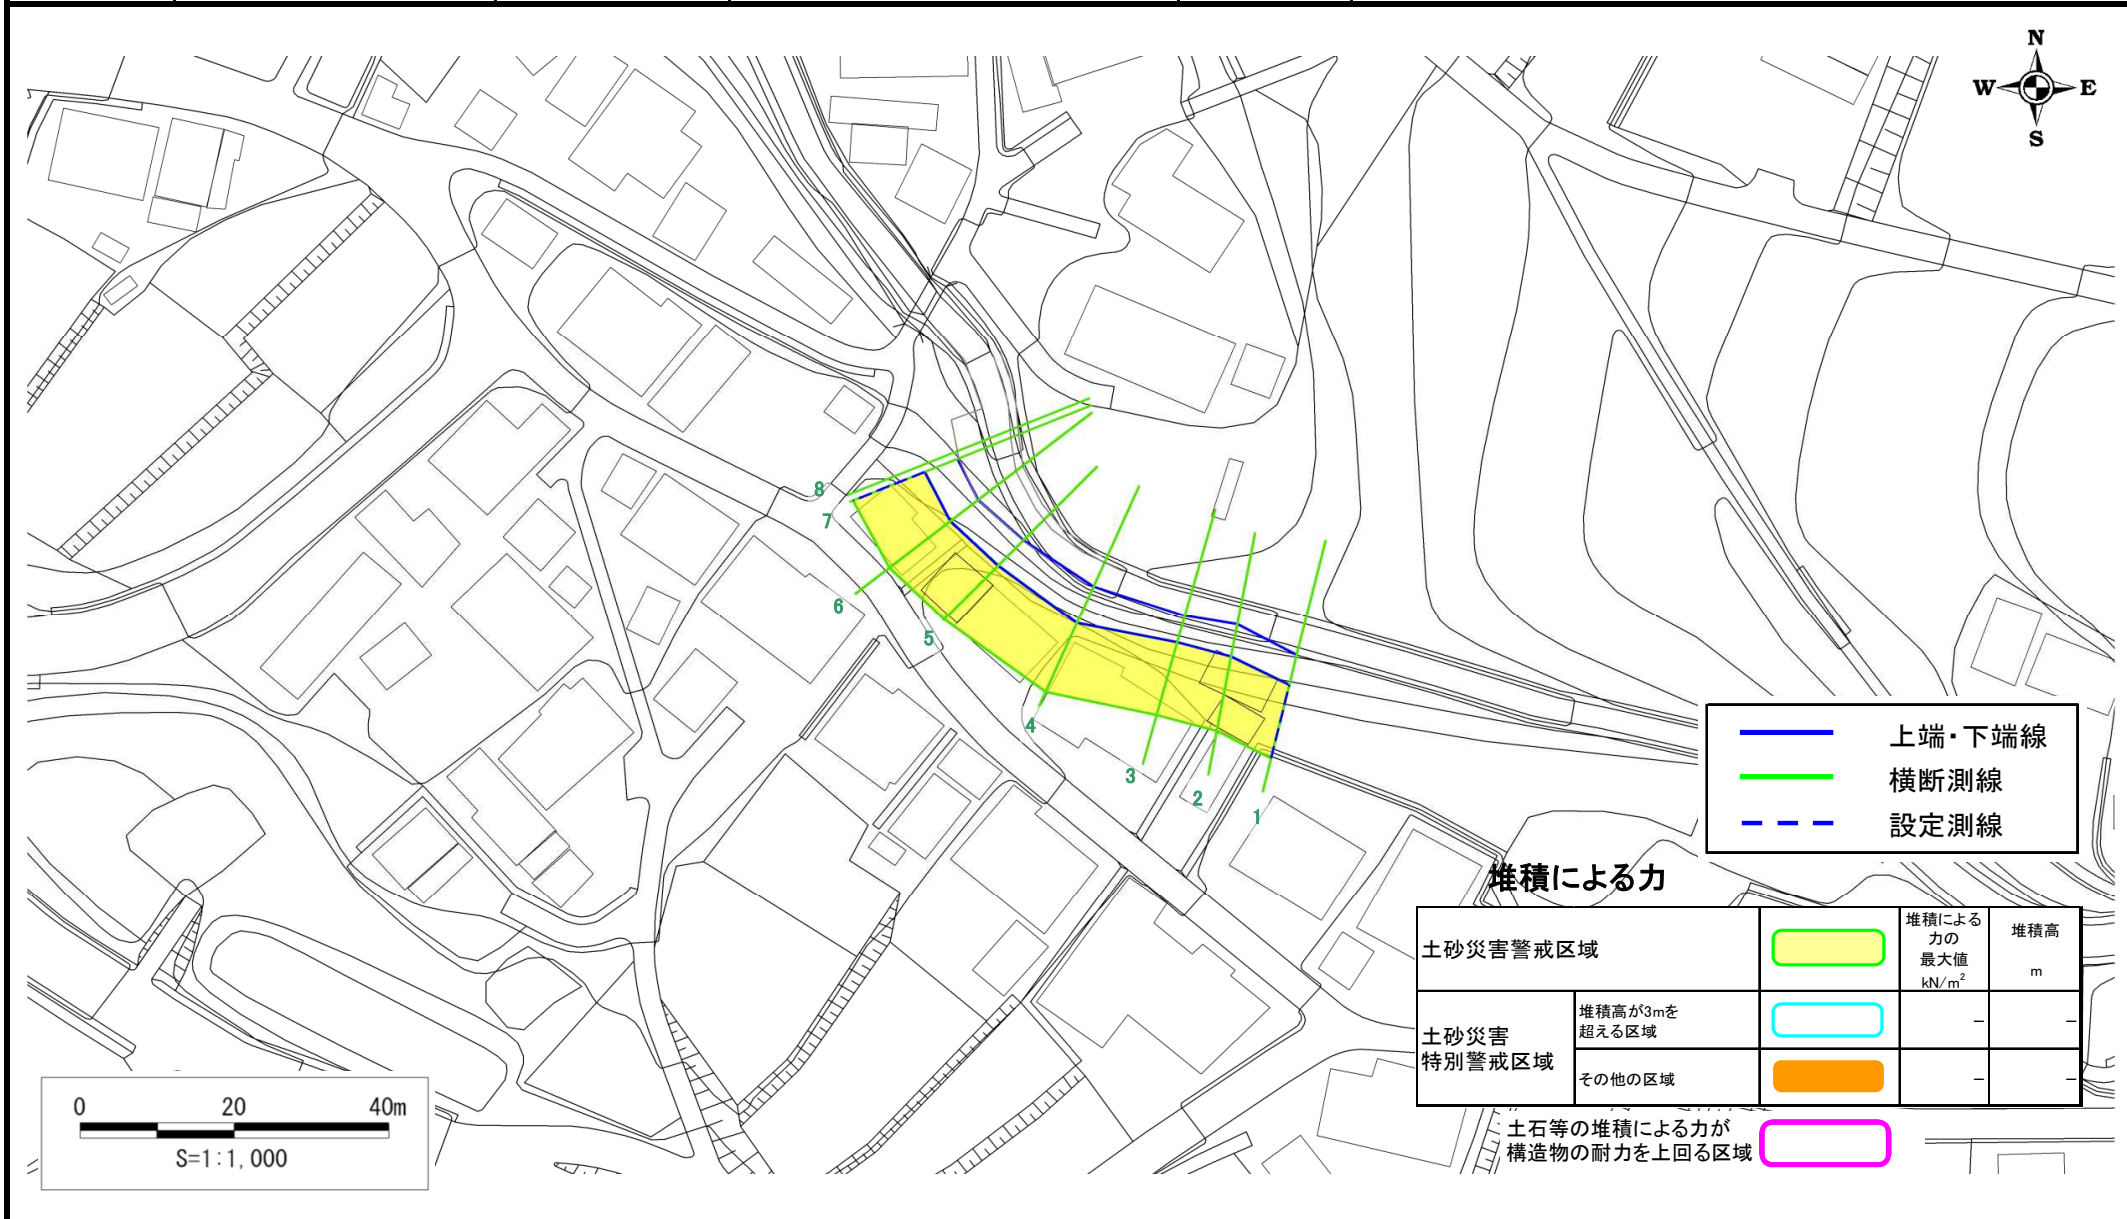 N
W E
S
8
7
6
5
4
3
2
1
上端・下端線
横断測線
設定測線
堆積による力
土砂災害警戒区域
堆積による
力の
最大値
kN/m²
堆積高
m
土砂災害
特別警戒区域
堆積高が3mを
超える区域
－ －
その他の区域
－ －
土石等の堆積による力が
構造物の耐力を上回る区域
0 20 40m
S=1:1,000